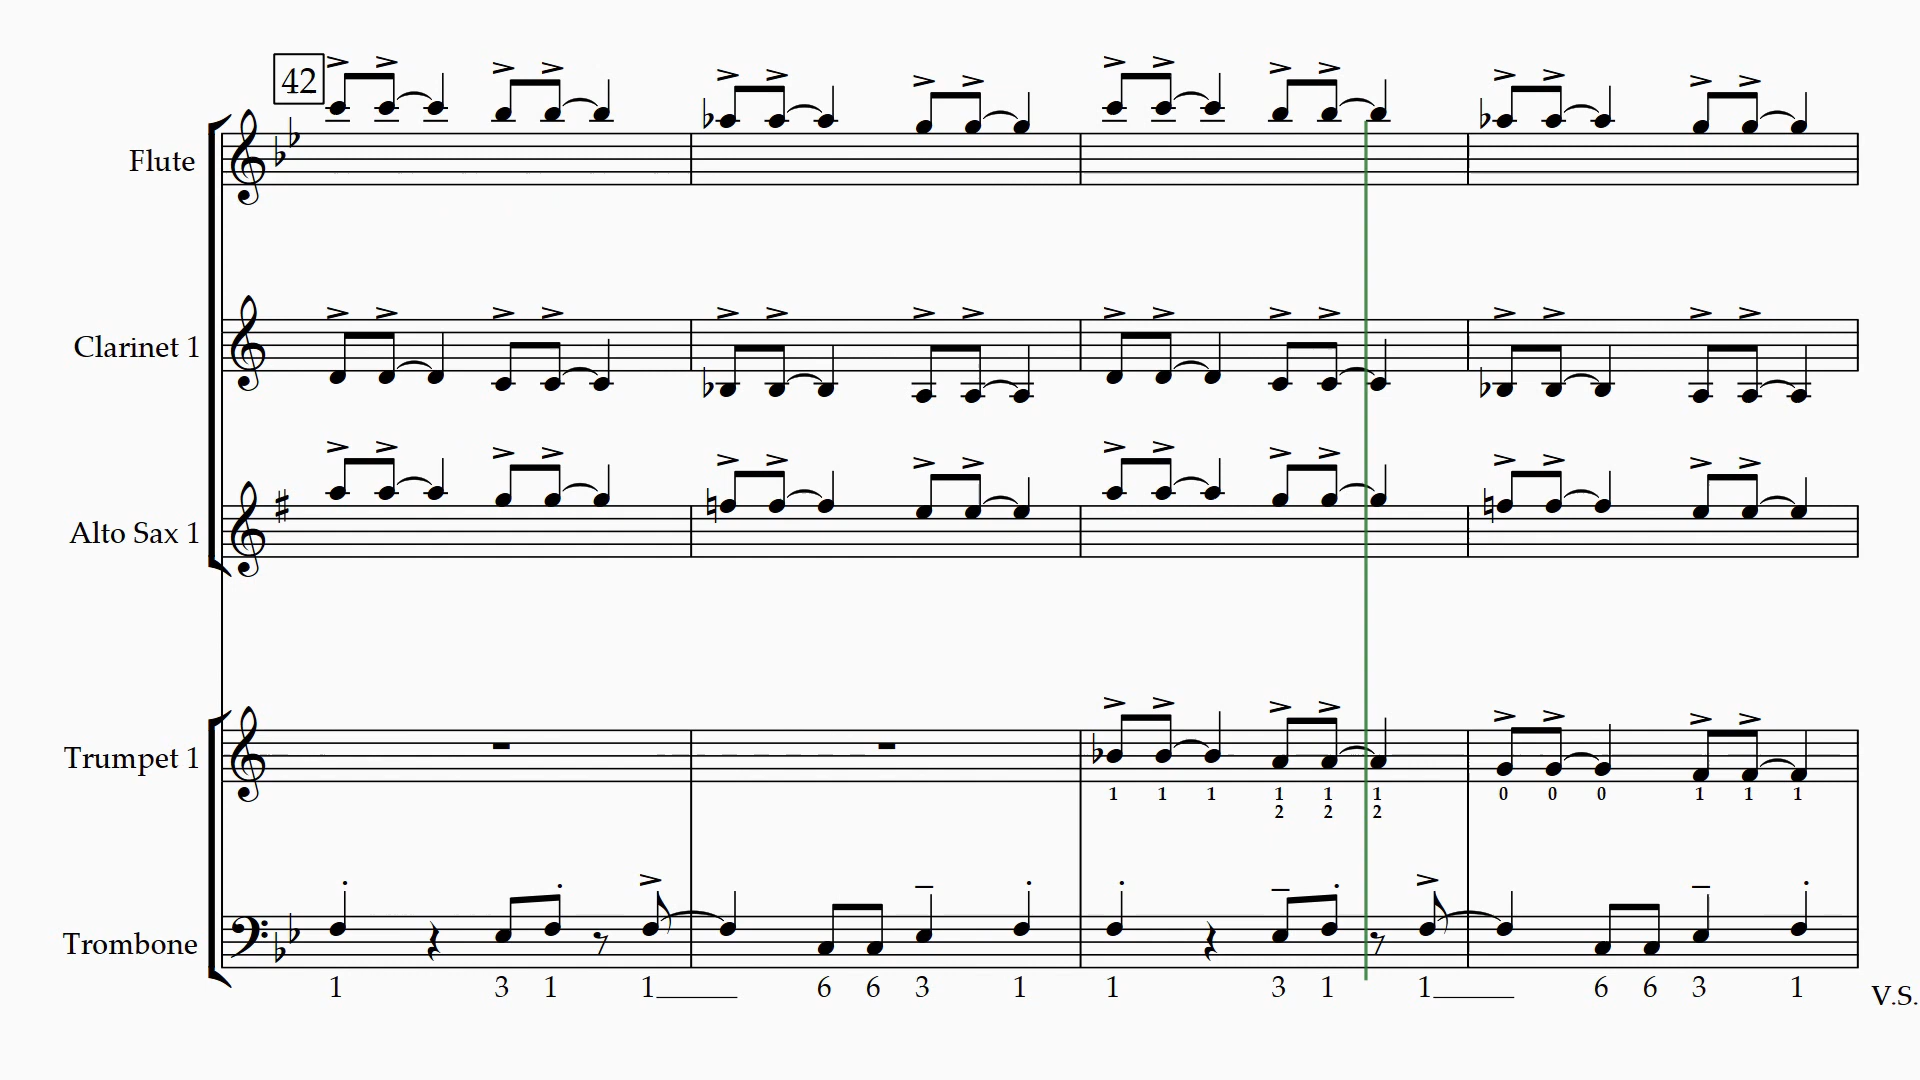 42
Flute
Clarinet 1
Alto Sax 1
Trumpet 1
1 1 1 1 1 1 0 0 0 1 1 1
2 2 2
Trombone
1 3 1 1 6 6 3 1 1 3 1 1 6 6 3 1
V.S.